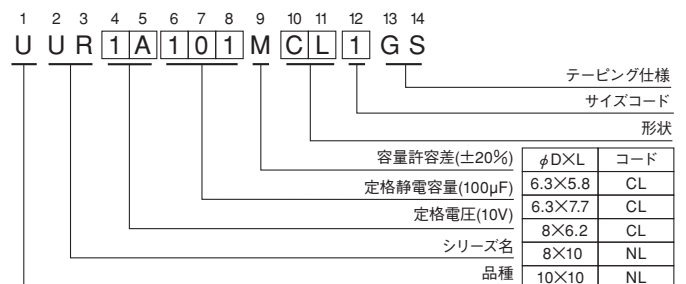 1 2 3 4 5 6 7 8 9 10 11 12 13 14
U U R 1 A 1 0 1 M C L 1 G S
テーピング仕様
サイズコード
形状
容量許容差(±20%)
定格静電容量(100μF)
定格電圧(10V)
シリーズ名
品種
φD×L コード
6.3×5.8 CL
6.3×7.7 CL
8×6.2 CL
8×10 NL
10×10 NL